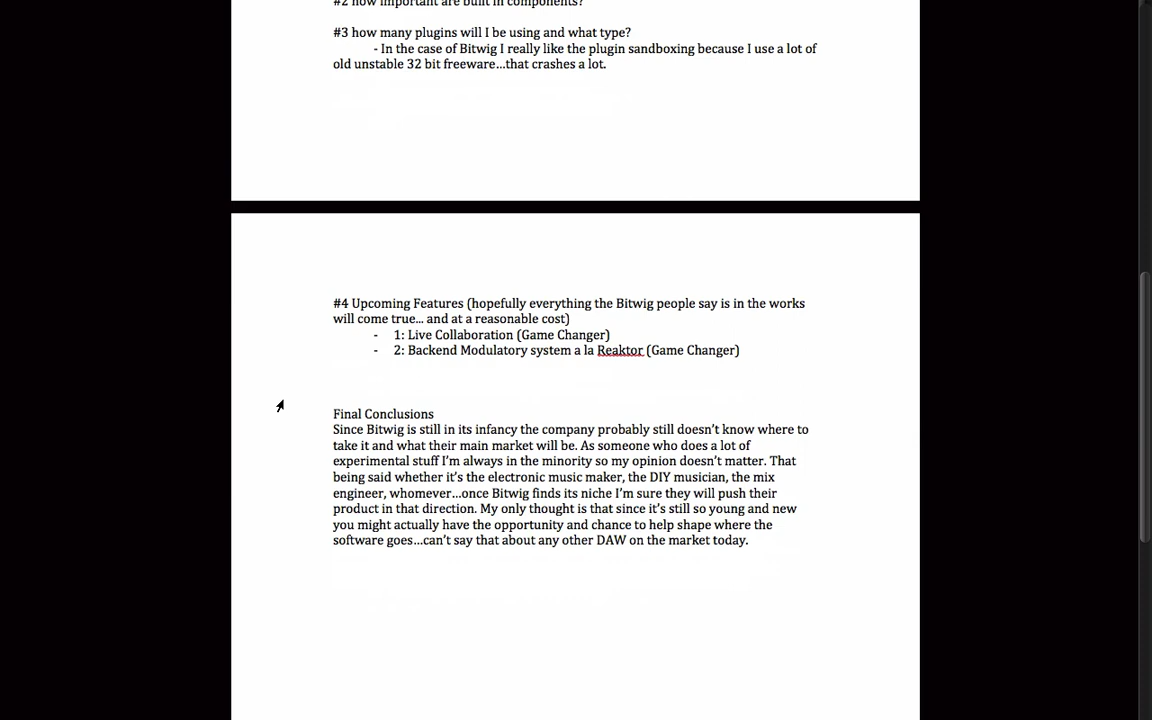 #2 how important are built in components?
#3 how many plugins will I be using and what type?
- In the case of Bitwig I really like the plugin sandboxing because I use a lot of
old unstable 32 bit freeware...that crashes a lot.
#4 Upcoming Features (hopefully everything the Bitwig people say is in the works
will come true... and at a reasonable cost)
- 1: Live Collaboration (Game Changer)
- 2: Backend Modulatory system a la Reaktor (Game Changer)
Final Conclusions
Since Bitwig is still in its infancy the company probably still doesn't know where to
take it and what their main market will be. As someone who does a lot of
experimental stuff I'm always in the minority so my opinion doesn't matter. That
being said whether it's the electronic music maker, the DIY musician, the mix
engineer, whomever...once Bitwig finds its niche I'm sure they will push their
product in that direction. My only thought is that since it's still so young and new
you might actually have the opportunity and chance to help shape where the
software goes...can't say that about any other DAW on the market today.